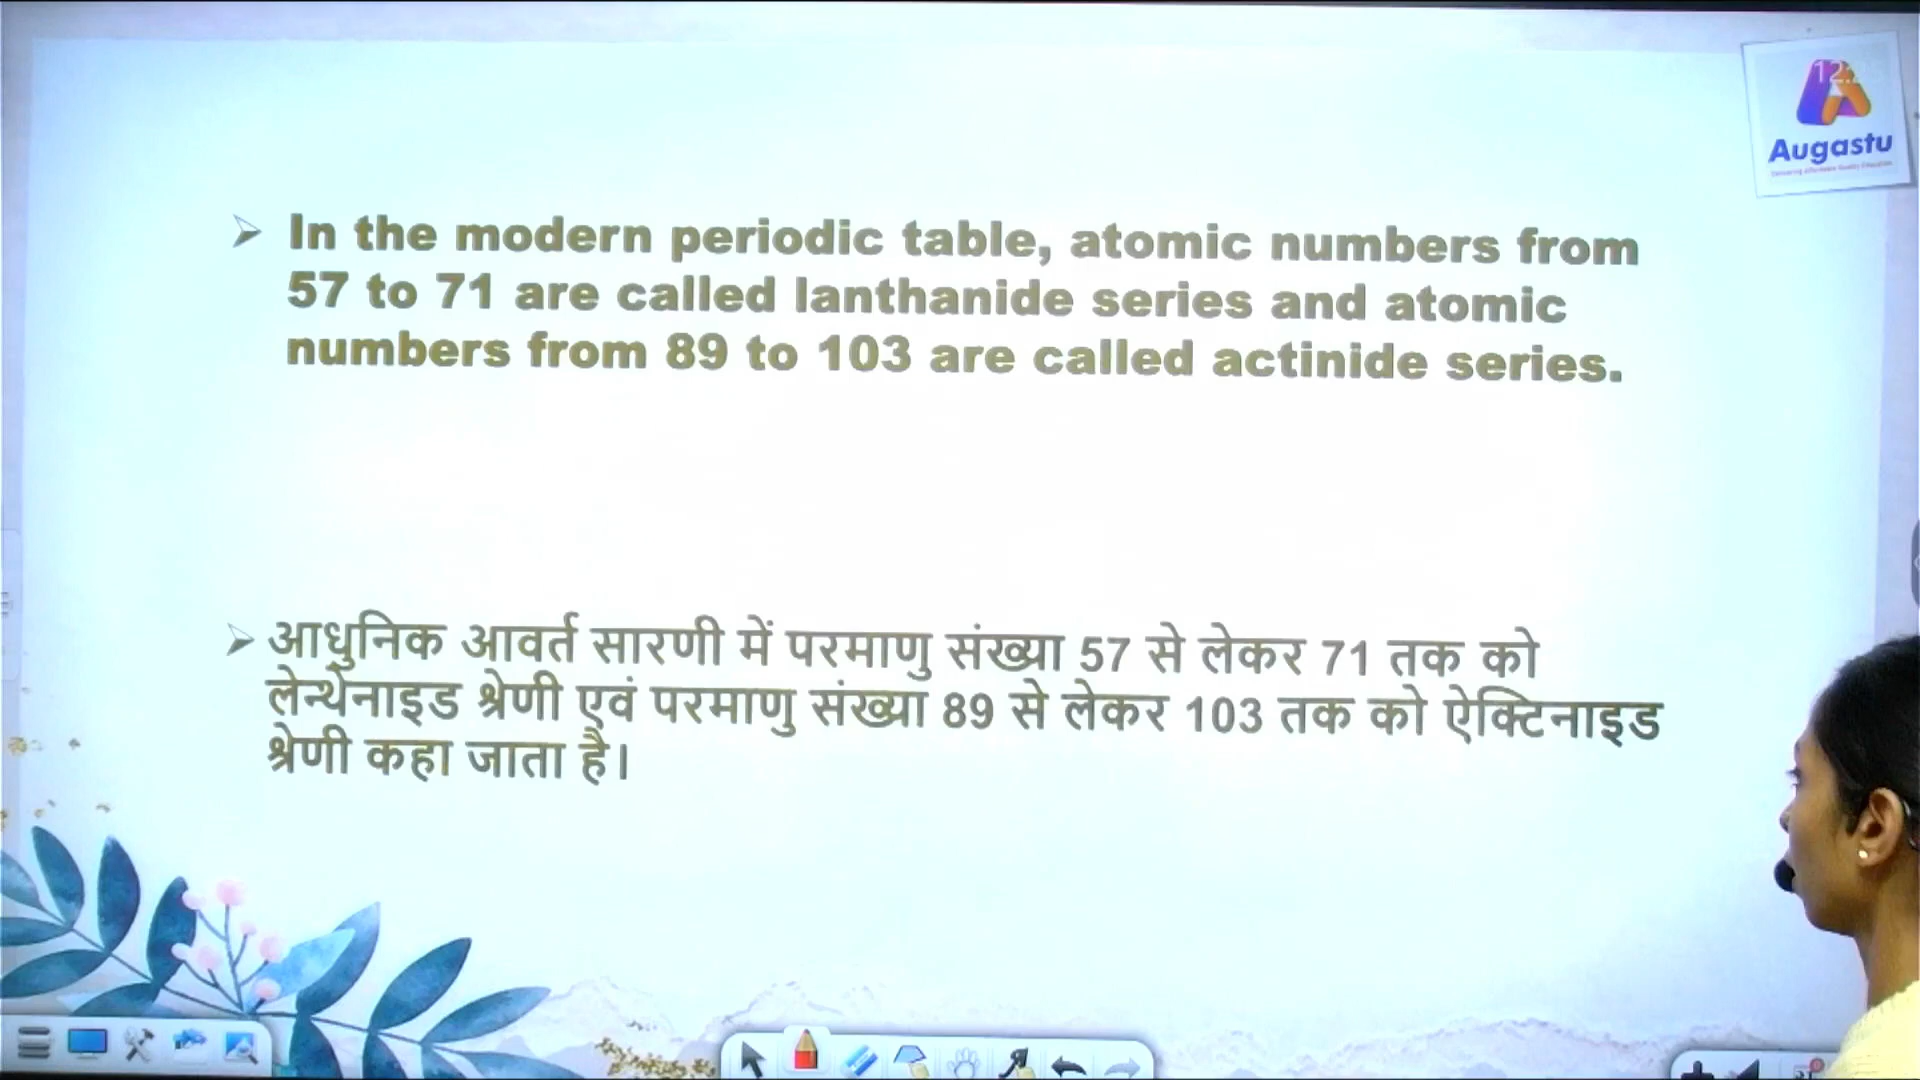 12:
Augastu
In the modern periodic table, atomic numbers from
57 to 71 are called lanthanide series and atomic
numbers from 89 to 103 are called actinide series.
आधुनिक आवर्त सारणी में परमाणु संख्या 57 से लेकर 71 तक को
लेन्थेनाइड श्रेणी एवं परमाणु संख्या 89 से लेकर 103 तक को ऐक्टिनाइड
श्रेणी कहा जाता है।